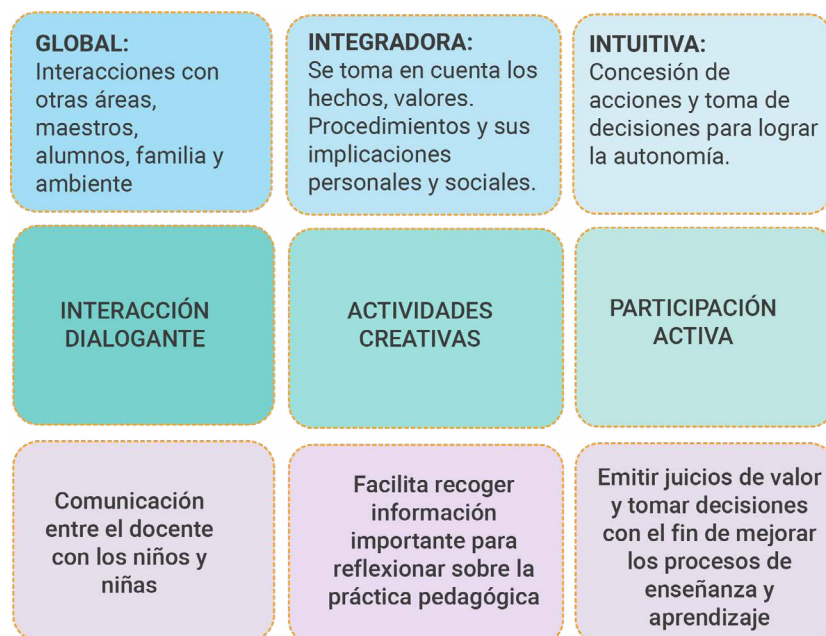 GLOBAL:
Interacciones con
otras áreas,
maestros,
alumnos, familia y
ambiente
INTEGRADORA:
Se toma en cuenta los
hechos, valores.
Procedimientos y sus
implicaciones
personales y sociales.
INTUITIVA:
Concesión de
acciones y toma de
decisiones para lograr
la autonomía.
INTERACCIÓN
DIALOGANTE
ACTIVIDADES
CREATIVAS
PARTICIPACIÓN
ACTIVA
Comunicación
entre el docente
con los niños y
niñas
Facilita recoger
información
importante para
reflexionar sobre la
práctica pedagógica
Emitir juicios de valor
y tomar decisiones
con el fin de mejorar
los procesos de
enseñanza y
aprendizaje